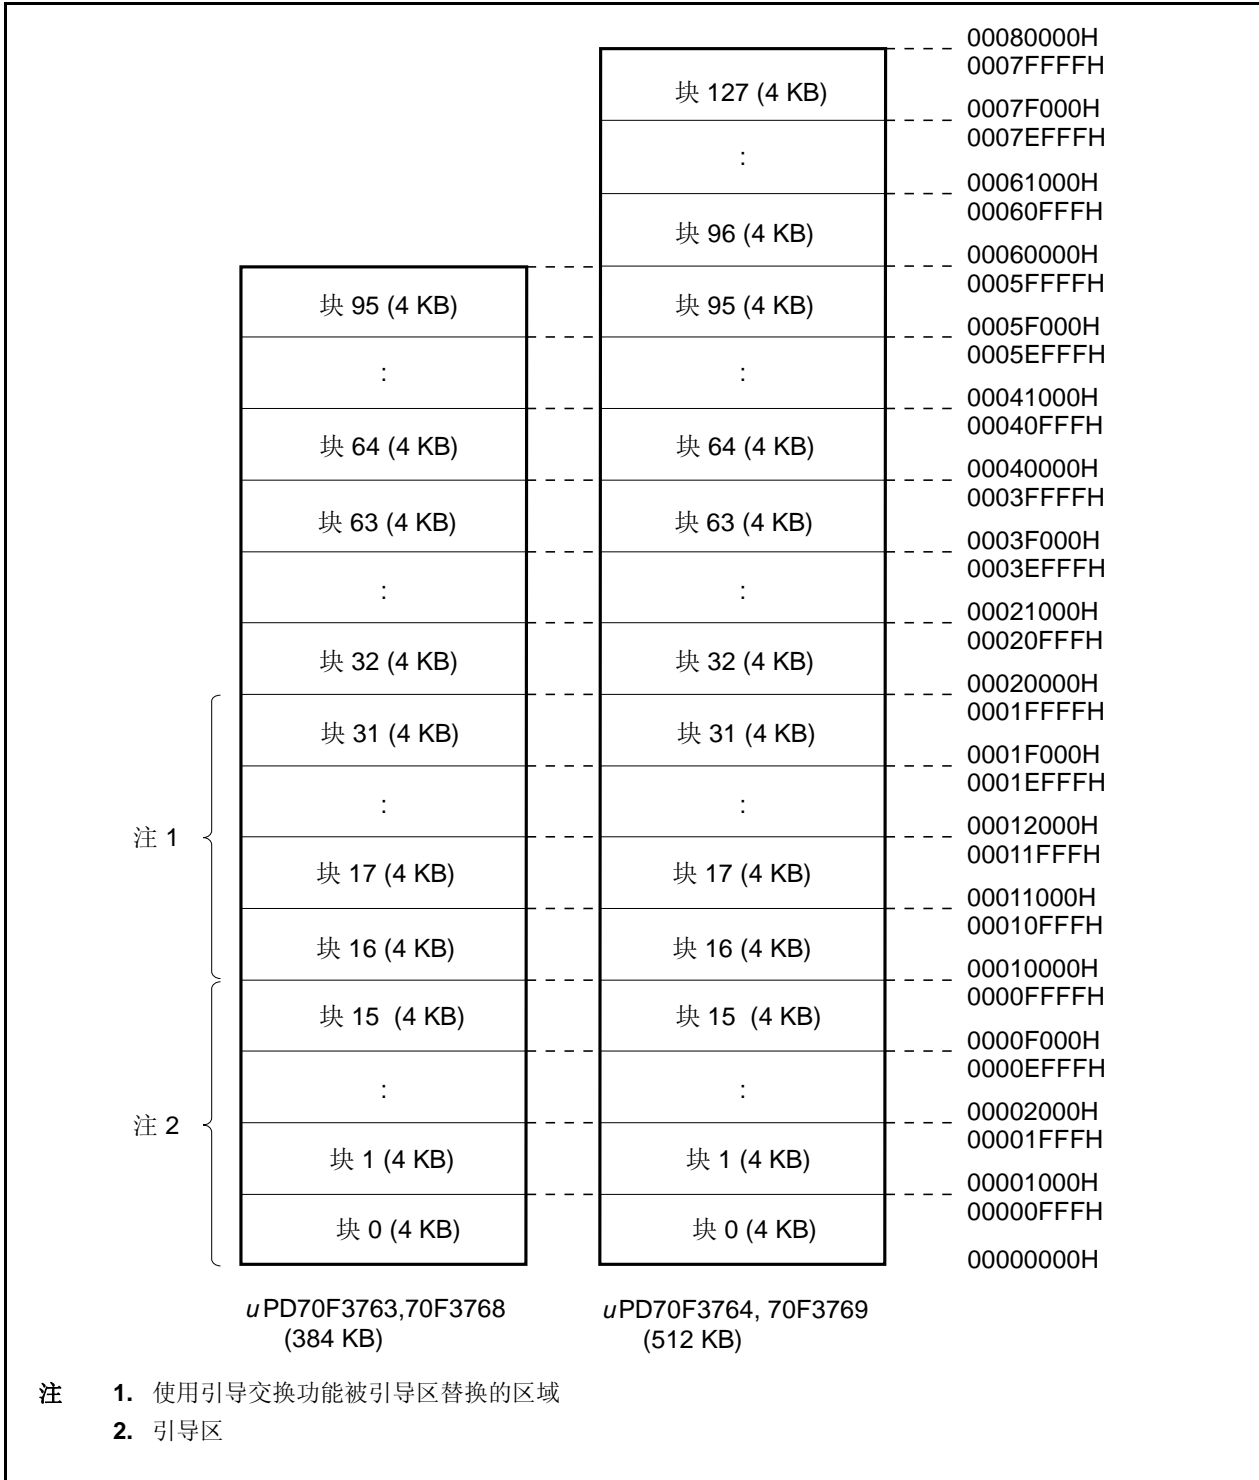 00080000H
0007FFFFH
块 127 (4 KB)
0007F000H
0007EFFFH
:
00061000H
00060FFFH
块 96 (4 KB)
00060000H
0005FFFFH
块 95 (4 KB) 块 95 (4 KB)
0005F000H
0005EFFFH
: :
00041000H
00040FFFH
块 64 (4 KB) 块 64 (4 KB)
00040000H
0003FFFFH
块 63 (4 KB) 块 63 (4 KB)
0003F000H
0003EFFFH
: :
00021000H
00020FFFH
块 32 (4 KB) 块 32 (4 KB)
00020000H
0001FFFFH
块 31 (4 KB) 块 31 (4 KB)
0001F000H
0001EFFFH
: :
注 1
00012000H
00011FFFH
块 17 (4 KB) 块 17 (4 KB)
00011000H
00010FFFH
块 16 (4 KB) 块 16 (4 KB)
00010000H
0000FFFFH
块 15 (4 KB) 块 15 (4 KB)
0000F000H
0000EFFFH
: :
注 2
00002000H
00001FFFH
块 1 (4 KB) 块 1 (4 KB)
00001000H
00000FFFH
块 0 (4 KB) 块 0 (4 KB)
00000000H
uPD70F3763,70F3768 uPD70F3764, 70F3769
(384 KB) (512 KB)
注 1. 使用引导交换功能被引导区替换的区域
2. 引导区